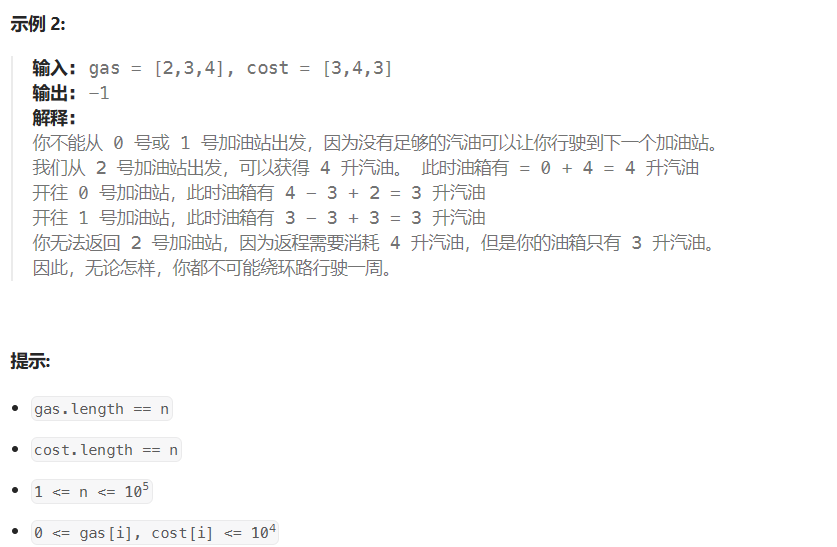 示例 2:
输入: gas = [2,3,4], cost = [3,4,3]
输出: -1
解释:
你不能从 0 号或 1 号加油站出发，因为没有足够的汽油可以让你行驶到下一个加油站。
我们从 2 号加油站出发，可以获得 4 升汽油。 此时油箱有 = 0 + 4 = 4 升汽油
开往 0 号加油站，此时油箱有 4 - 3 + 2 = 3 升汽油
开往 1 号加油站，此时油箱有 3 - 3 + 3 = 3 升汽油
你无法返回 2 号加油站，因为返程需要消耗 4 升汽油，但是你的油箱只有 3 升汽油。
因此，无论怎样，你都不可能绕环路行驶一周。
提示:
• gas.length == n
• cost.length == n
• 1 <= n <= 10⁵
• 0 <= gas[i], cost[i] <= 10⁴